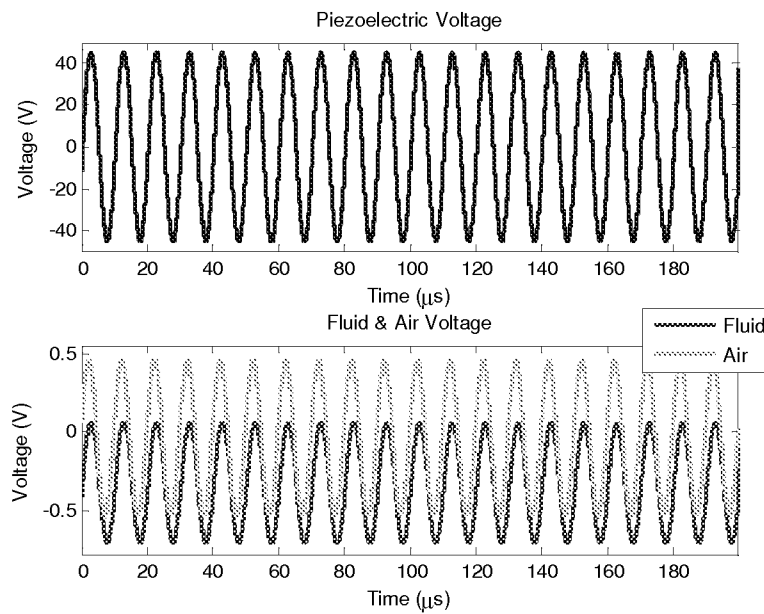 Piezoelectric Voltage
Voltage (V)
40
20
0
-20
-40
0 20 40 60 80 100 120 140 160 180
Time (μs)
Fluid & Air Voltage
Fluid
Air
Voltage (V)
0.5
0
-0.5
0 20 40 60 80 100 120 140 160 180
Time (μs)